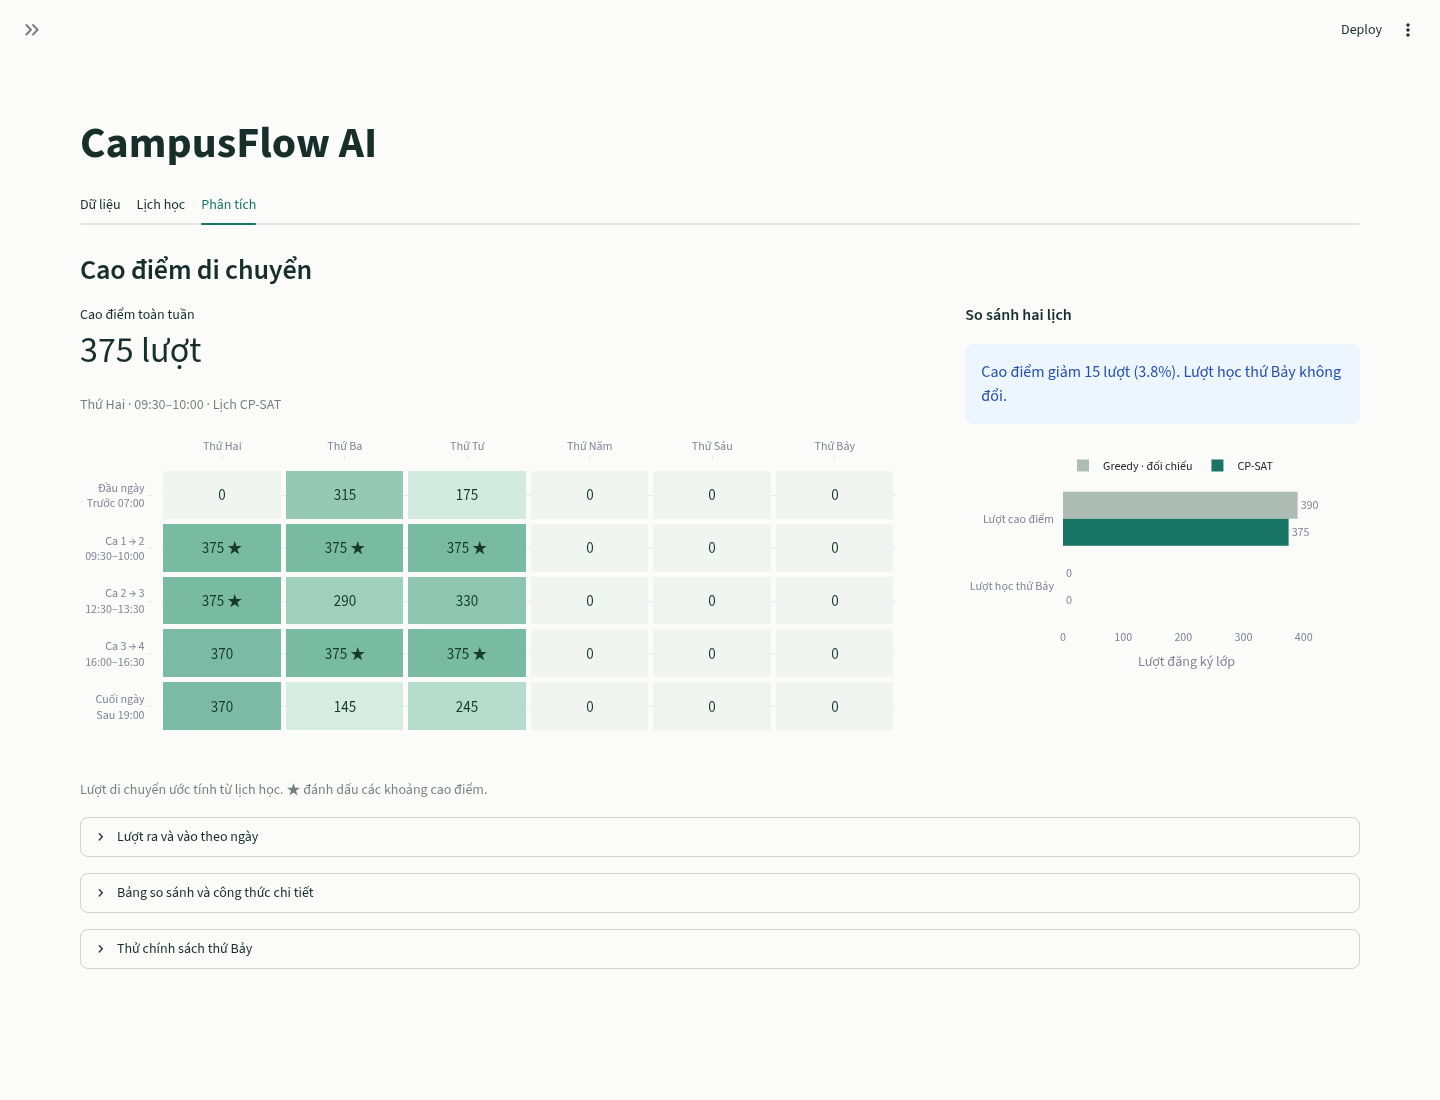 Deploy
CampusFlow AI
Dữ liệu Lịch học Phân tích
Cao điểm di chuyển
Cao điểm toàn tuần
375 lượt
Thứ Hai · 09:30–10:00 · Lịch CP-SAT
Thứ Hai Thứ Ba Thứ Tư Thứ Năm Thứ Sáu Thứ Bảy
Đầu ngày
Trước 07:00
0 315 175 0 0 0
Ca 1 → 2
09:30–10:00
375 ★ 375 ★ 375 ★ 0 0 0
Ca 2 → 3
12:30–13:30
375 ★ 290 330 0 0 0
Ca 3 → 4
16:00–16:30
370 375 ★ 375 ★ 0 0 0
Cuối ngày
Sau 19:00
370 145 245 0 0 0
Lượt di chuyển ước tính từ lịch học. ★ đánh dấu các khoảng cao điểm.
So sánh hai lịch
Cao điểm giảm 15 lượt (3.8%). Lượt học thứ Bảy không
đổi.
Greedy · đối chiếu CP-SAT
Lượt cao điểm
390
375
Lượt học thứ Bảy
0
0
0 100 200 300 400
Lượt đăng ký lớp
Lượt ra và vào theo ngày
Bảng so sánh và công thức chi tiết
Thử chính sách thứ Bảy